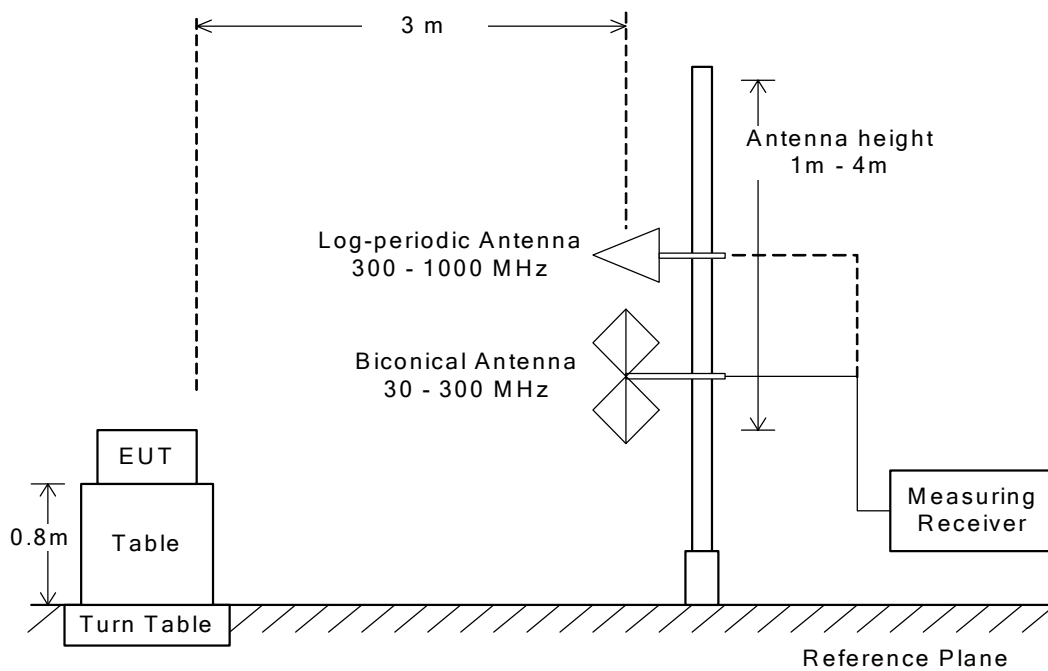 3 m
Antenna height
1m - 4m
Log-periodic Antenna
300 - 1000 MHz
Biconical Antenna
30 - 300 MHz
EUT
0.8m
Table
Measuring
Receiver
Turn Table
Reference Plane